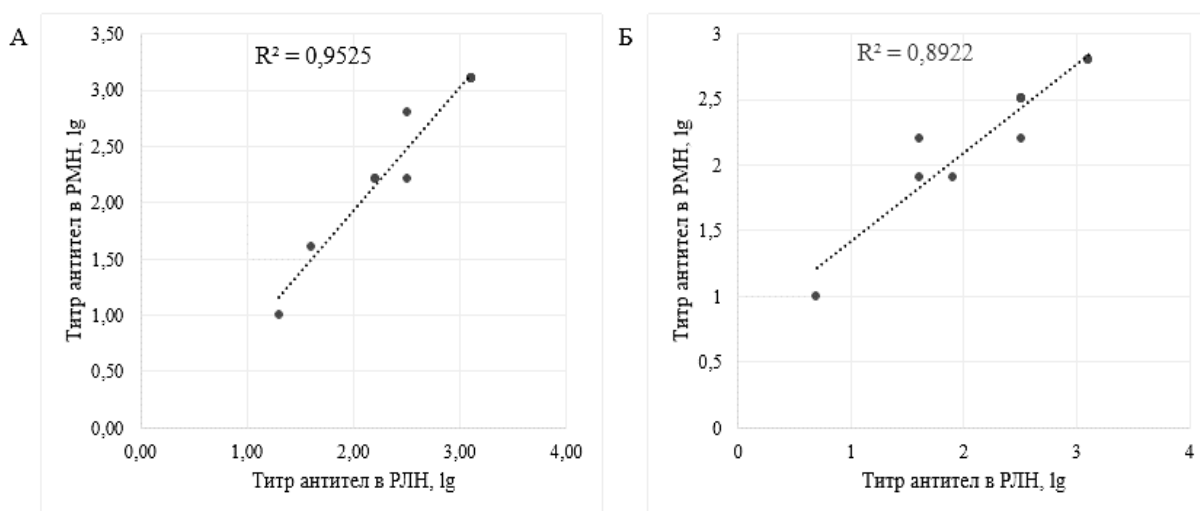 А
R² = 0,9525
Титр антител в РМН, lg
3,50
3,00
2,50
2,00
1,50
1,00
0,50
0,00
0,00 1,00 2,00 3,00 4,00
Титр антител в РЛН, lg
Б
R² = 0,8922
Титр антител в РМН, lg
3
2,5
2
1,5
1
0,5
0
0 1 2 3 4
Титр антител в РЛН, lg